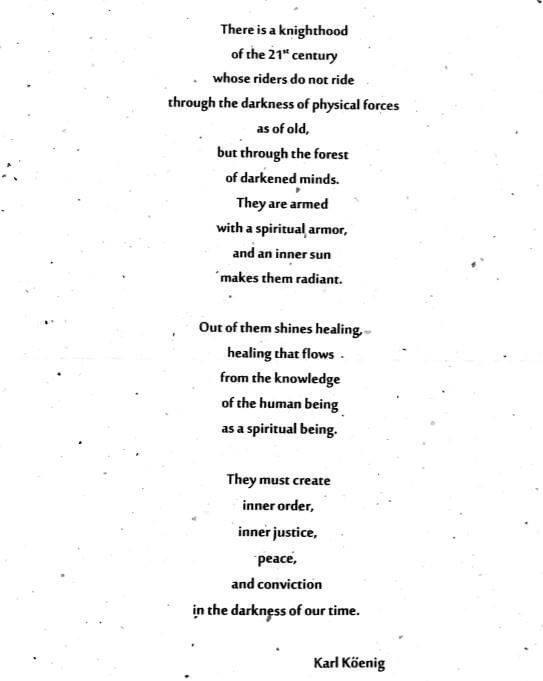 There is a knighthood
of the 21st century
whose riders do not ride
through the darkness of physical forces
as of old,
but through the forest
of darkened minds.
They are armed
with a spiritual armor,
and an inner sun
makes them radiant.
Out of them shines healing,
healing that flows
from the knowledge
of the human being
as a spiritual being.
They must create
inner order,
inner justice,
peace,
and conviction
in the darkness of our time.
Karl Köenig